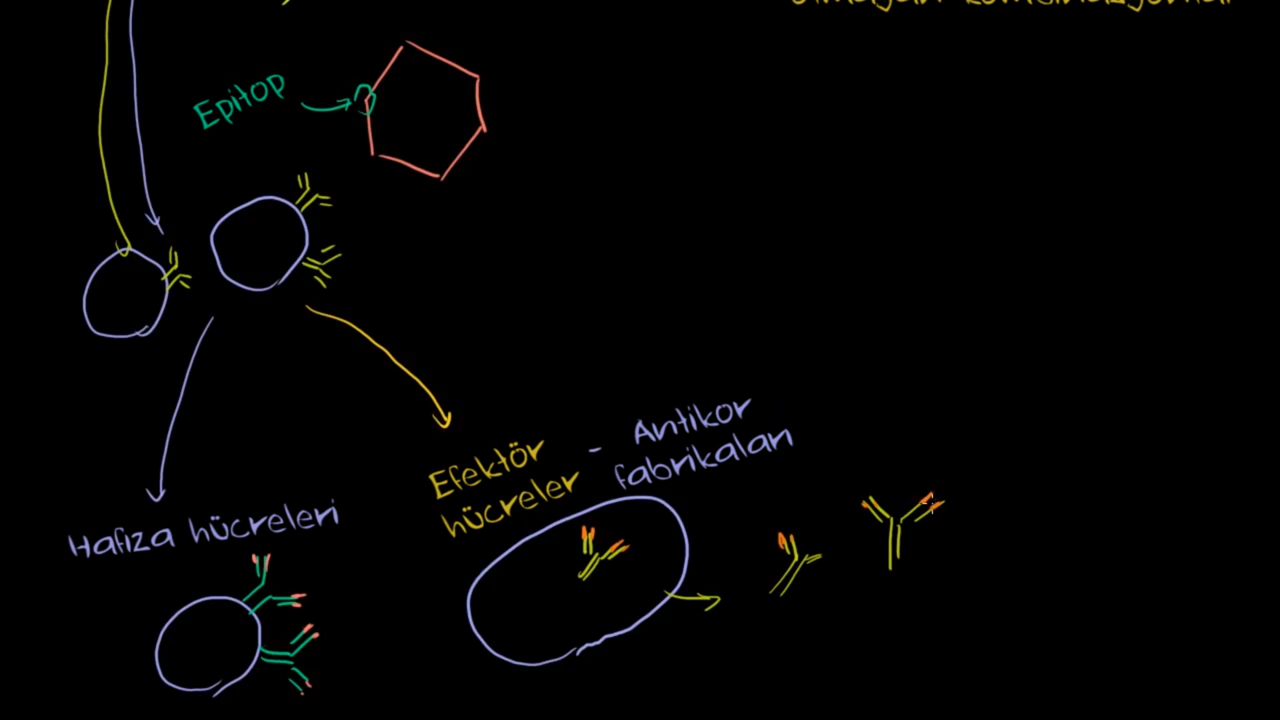 Epitop
Efektör
hücreler
- Antikor
fabrikaları
Hafıza hücreleri